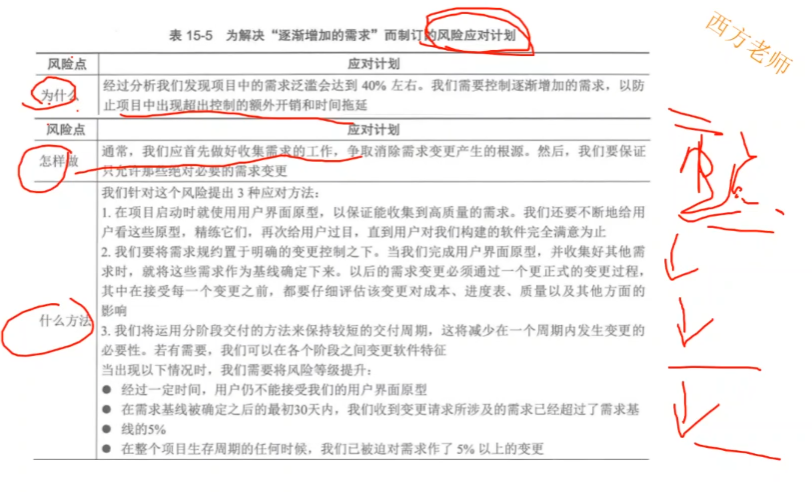 西方老师
表 15-5 为解决“逐渐增加的需求”而制订的风险应对计划
风险点 应对计划
为什么 经过分析我们发现项目中的需求泛滥会达到 40% 左右。我们需要控制逐渐增加的需求，以防
止项目中出现超出控制的额外开销和时间拖延
风险点 应对计划
怎样做 通常，我们应首先做好收集需求的工作，争取消除需求变更产生的根源。然后，我们要保证
只允许那些绝对必要的需求变更
我们针对这个风险提出 3 种应对方法：
1. 在项目启动时就使用用户界面原型，以保证能收集到高质量的需求。我们还要不断地给用
户看这些原型，精炼它们，再次给用户过目，直到用户对我们构建的软件完全满意为止
2. 我们要将需求规约置于明确的变更控制之下。当我们完成用户界面原型，并收集好其他需
求时，就将这些需求作为基线确定下来。以后的需求变更必须通过一个更正式的变更过程，
其中在接受每一个变更之前，都要仔细评估该变更对成本、进度表、质量以及其他方面的
影响
什么方法
3. 我们将运用分阶段交付的方法来保持较短的交付周期，这将减少在一个周期内发生变更的
必要性。若有需要，我们可以在各个阶段之间变更软件特征
当出现以下情况时，我们需要将风险等级提升：
● 经过一定时间，用户仍不能接受我们的用户界面原型
● 在需求基线被确定之后的最初30天内，我们收到变更请求所涉及的需求已经超过了需求基
● 线的5%
● 在整个项目生存周期的任何时候，我们已被迫对需求作了 5% 以上的变更